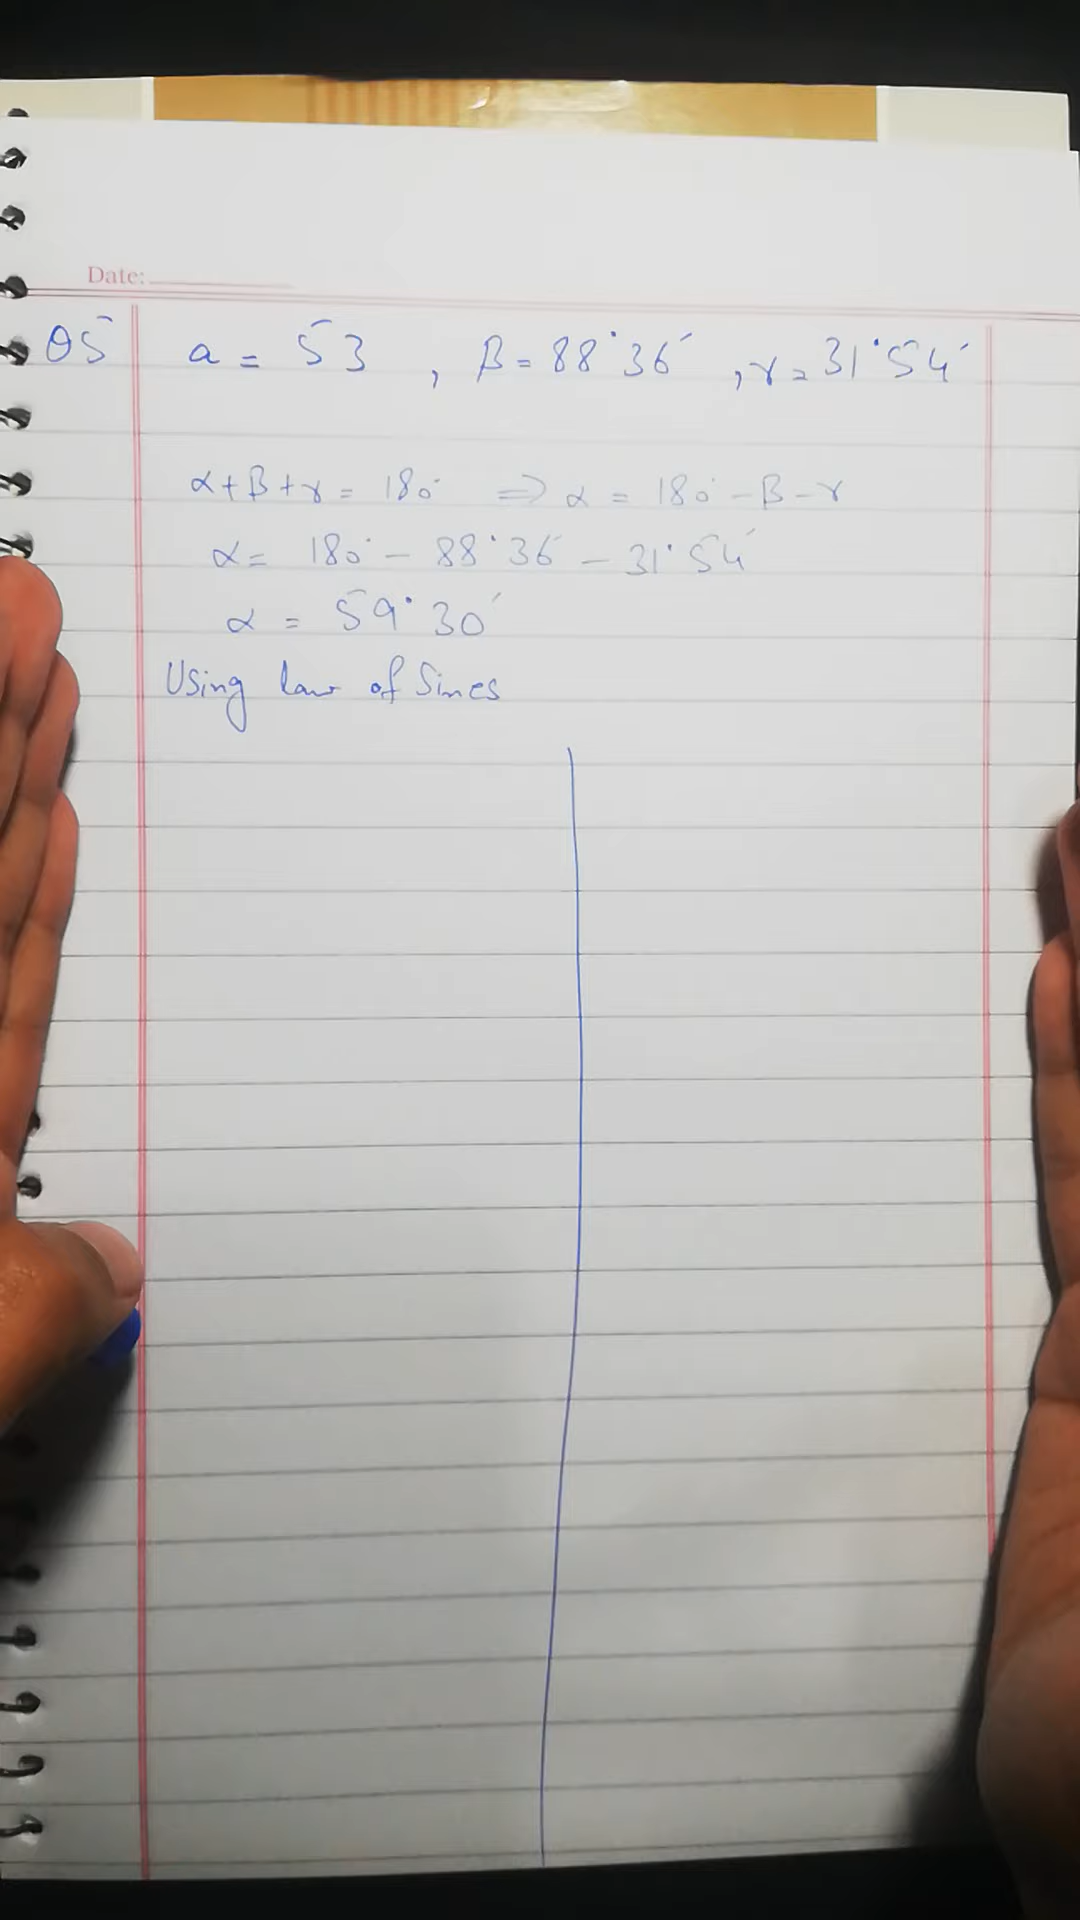 Date:
Q5 a = 53 , β = 88°36′ , γ = 31°54′
α+β+γ = 180° ⇒ α = 180° − β − γ
α = 180° − 88°36′ − 31°54′
α = 59°30′
Using law of Sines